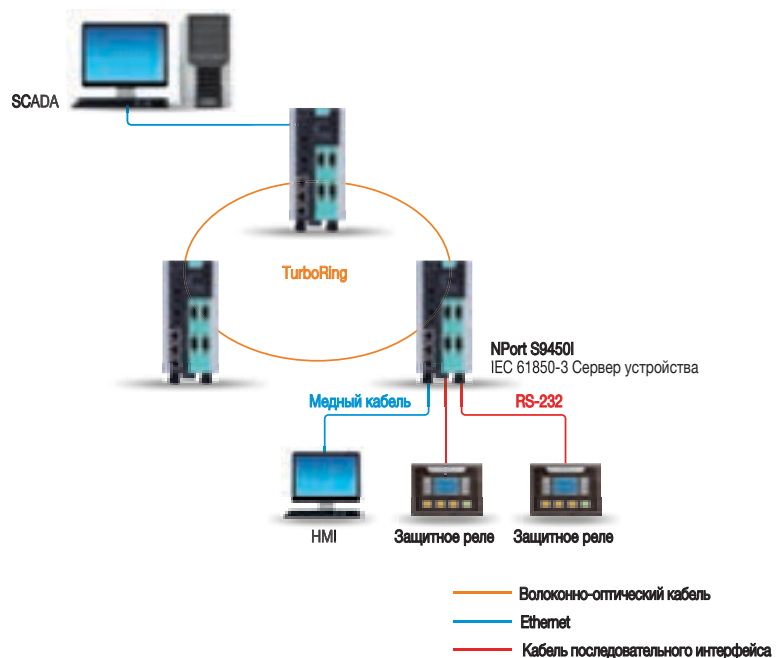 SCADA
TurboRing
NPort S9450I
IEC 61850-3 Сервер устройства
Медный кабель
RS-232
HMI
Защитное реле
Защитное реле
Волоконно-оптический кабель
Ethernet
Кабель последовательного интерфейса